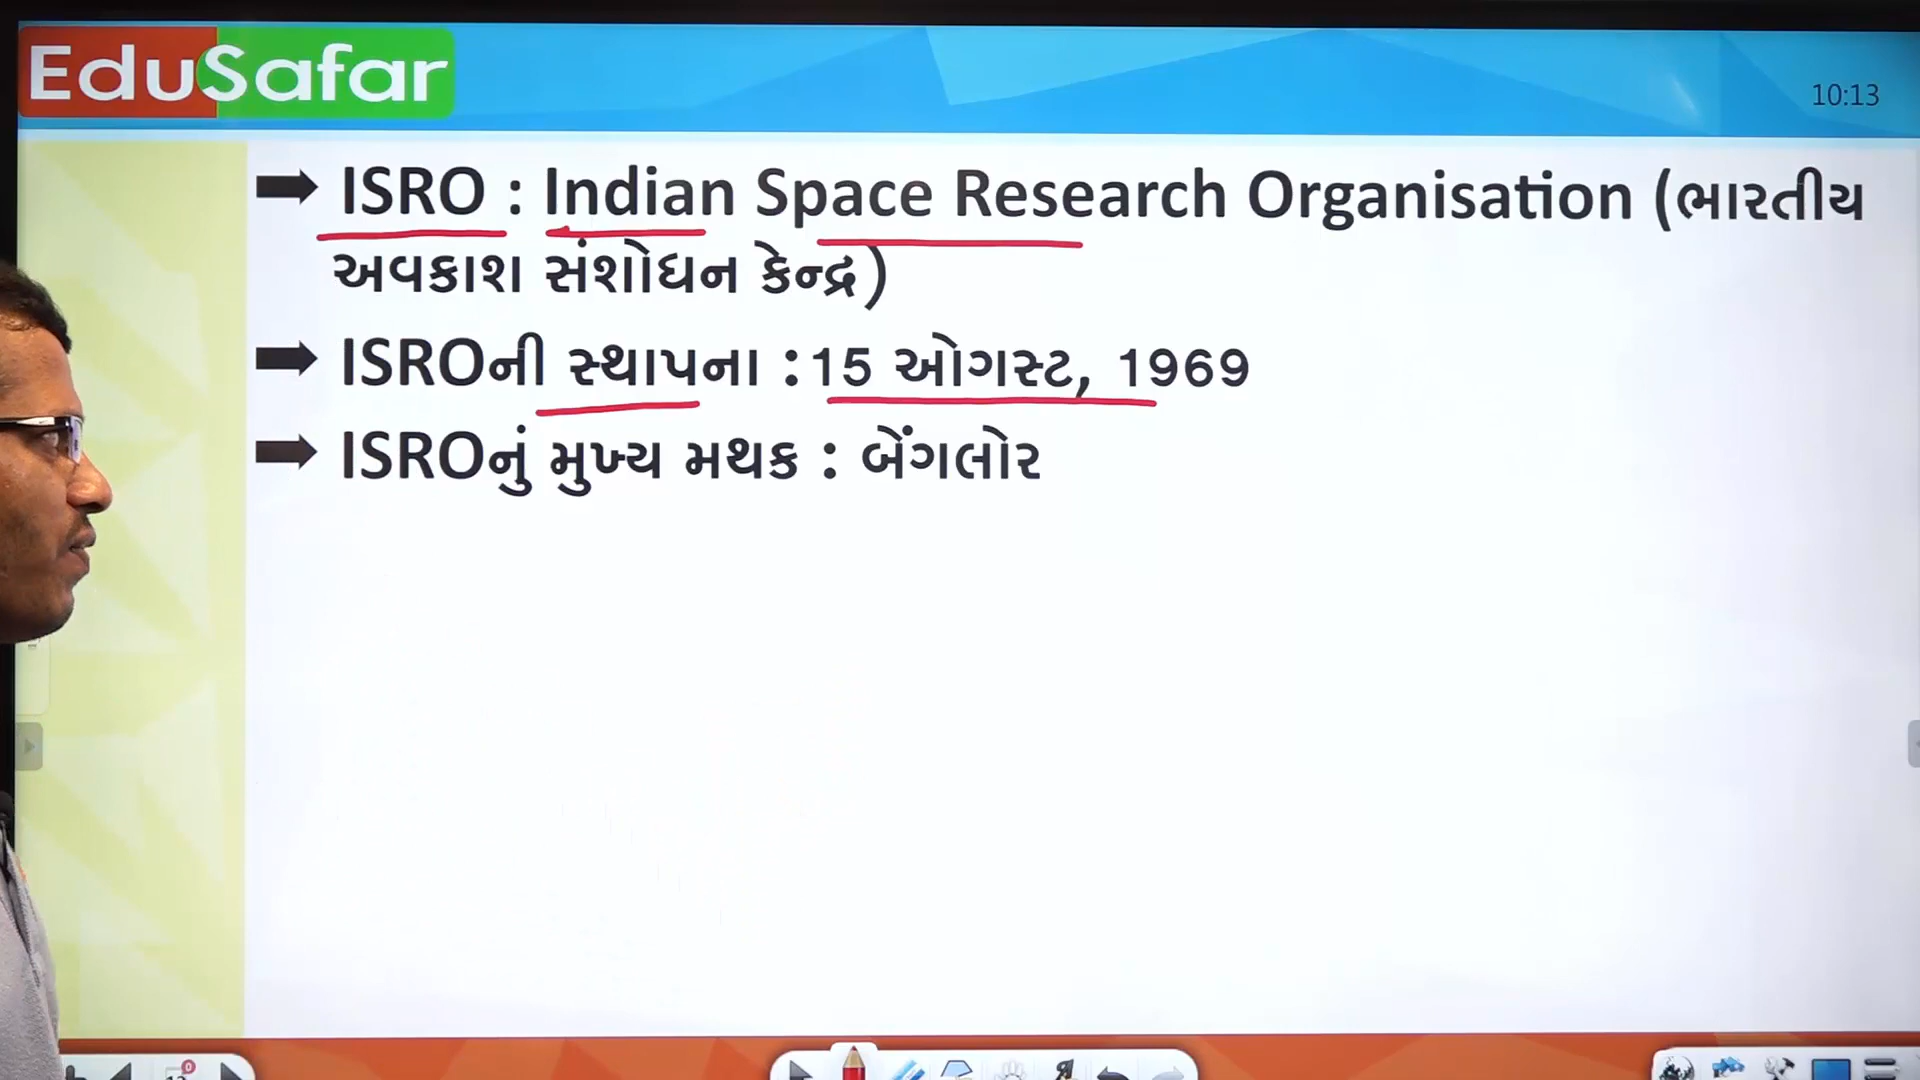 EduSafar
10:13
➡ ISRO : Indian Space Research Organisation (ભારતીય
અવકાશ સંશોધન કેન્દ્ર)
➡ ISROની સ્થાપના : 15 ઓગસ્ટ, 1969
➡ ISROનું મુખ્ય મથક : બેંગલોર